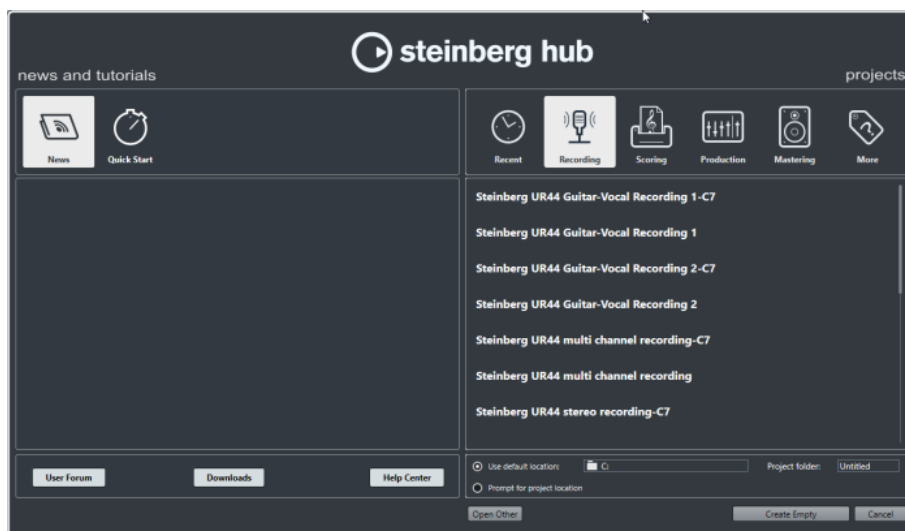 steinberg hub
news and tutorials
projects
News
Quick Start
Recent
Recording
Scoring
Production
Mastering
More
Steinberg UR44 Guitar-Vocal Recording 1-C7
Steinberg UR44 Guitar-Vocal Recording 1
Steinberg UR44 Guitar-Vocal Recording 2-C7
Steinberg UR44 Guitar-Vocal Recording 2
Steinberg UR44 multi channel recording-C7
Steinberg UR44 multi channel recording
Steinberg UR44 stereo recording-C7
User Forum
Downloads
Help Center
Use default location:
C:
Project folder:
Untitled
Prompt for project location
Open Other
Create Empty
Cancel